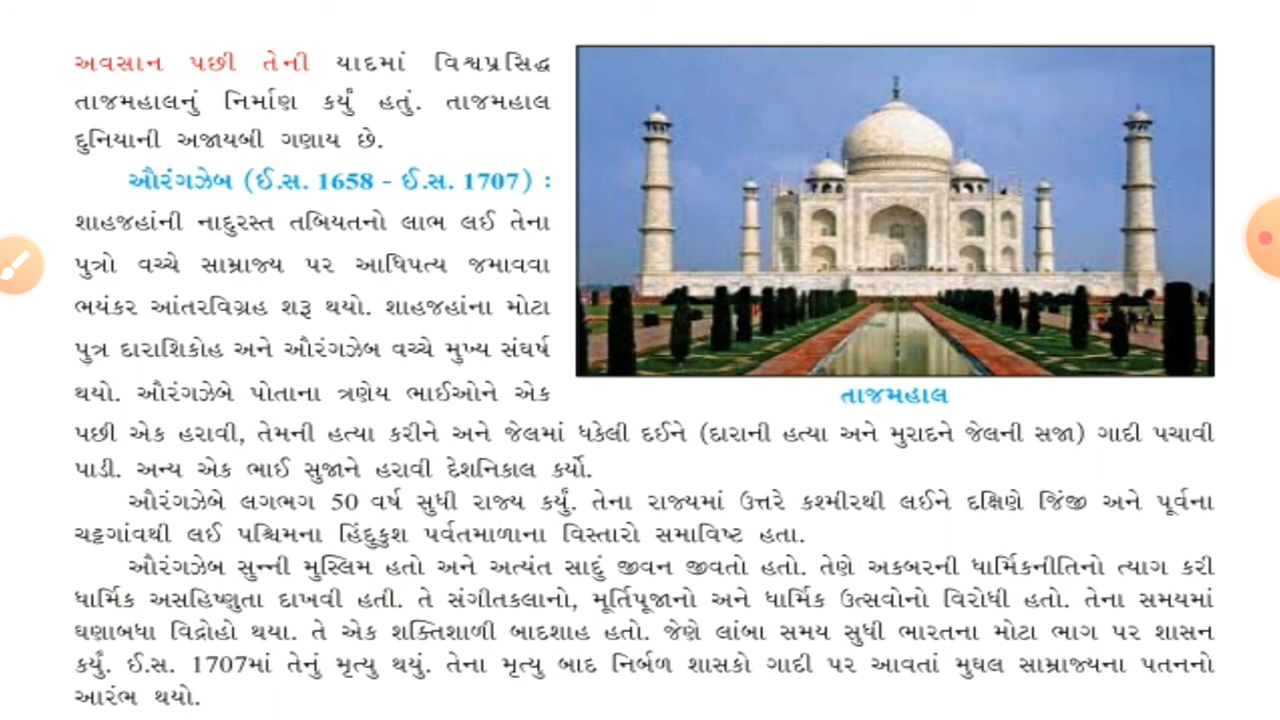 અવસાન પછી તેની યાદમાં વિશ્વપ્રસિદ્ધ
તાજમહાલનું નિર્માણ કર્યું હતું. તાજમહાલ
દુનિયાની અજાયબી ગણાય છે.
ઔરંગઝેબ (ઈ.સ. 1658 - ઈ.સ. 1707) :
શાહજહાંની નાદુરસ્ત તબિયતનો લાભ લઈ તેના
પુત્રો વચ્ચે સામ્રાજ્ય પર આધિપત્ય જમાવવા
ભયંકર આંતરવિગ્રહ શરૂ થયો. શાહજહાંના મોટા
પુત્ર દારાશિકોહ અને ઔરંગઝેબ વચ્ચે મુખ્ય સંઘર્ષ
થયો. ઔરંગઝેબે પોતાના ત્રણેય ભાઈઓને એક
તાજમહાલ
પછી એક હરાવી, તેમની હત્યા કરીને અને જેલમાં ધકેલી દઈને (દારાની હત્યા અને મુરાદને જેલની સજા) ગાદી પચાવી
પાડી. અન્ય એક ભાઈ સુજાને હરાવી દેશનિકાલ કર્યો.
ઔરંગઝેબે લગભગ 50 વર્ષ સુધી રાજ્ય કર્યું. તેના રાજ્યમાં ઉત્તરે કશ્મીરથી લઈને દક્ષિણે જિંજી અને પૂર્વના
ચટ્ટગાંવથી લઈ પશ્ચિમના હિંદુકુશ પર્વતમાળાના વિસ્તારો સમાવિષ્ટ હતા.
ઔરંગઝેબ સુન્ની મુસ્લિમ હતો અને અત્યંત સાદું જીવન જીવતો હતો. તેણે અકબરની ધાર્મિકનીતિનો ત્યાગ કરી
ધાર્મિક અસહિષ્ણુતા દાખવી હતી. તે સંગીતકલાનો, મૂર્તિપૂજાનો અને ધાર્મિક ઉત્સવોનો વિરોધી હતો. તેના સમયમાં
ઘણાબધા વિદ્રોહો થયા. તે એક શક્તિશાળી બાદશાહ હતો. જેણે લાંબા સમય સુધી ભારતના મોટા ભાગ પર શાસન
કર્યું. ઈ.સ. 1707માં તેનું મૃત્યુ થયું. તેના મૃત્યુ બાદ નિર્બળ શાસકો ગાદી પર આવતાં મુઘલ સામ્રાજ્યના પતનનો
આરંભ થયો.